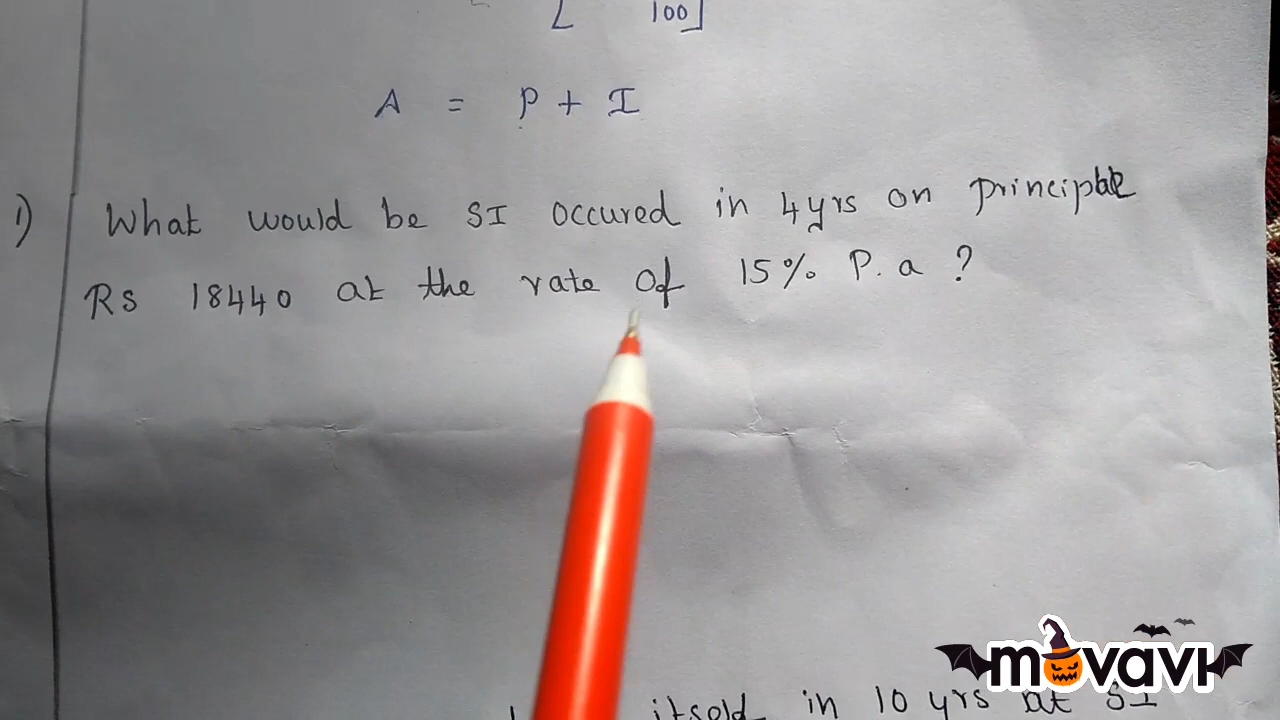 100]
A = P + I
1) What would be SI occured in 4yrs on principle
Rs 18440 at the rate of 15% P.a ?
itself in 10 yrs at SI
movavi